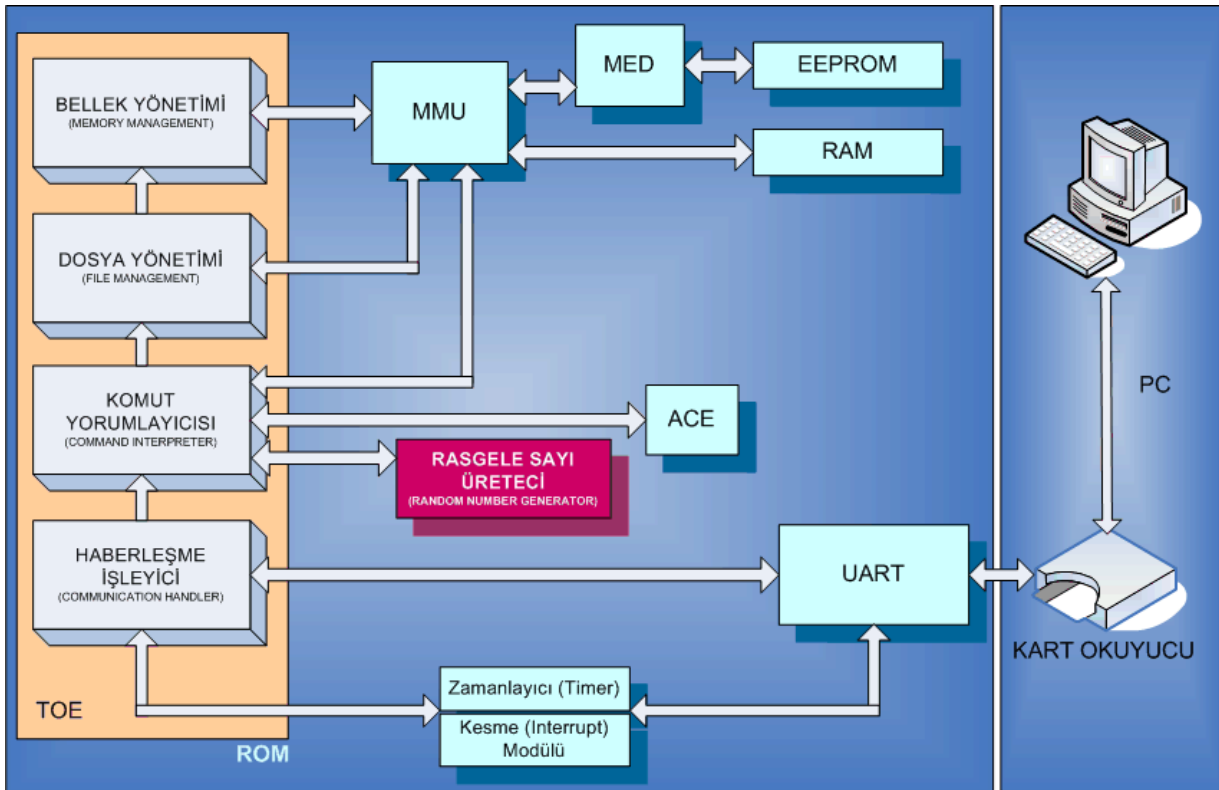 BELLEK YÖNETİMİ
(MEMORY MANAGEMENT)
DOSYA YÖNETİMİ
(FILE MANAGEMENT)
KOMUT
YORUMLAYICISI
(COMMAND INTERPRETER)
HABERLEŞME
İŞLEYİCİ
(COMMUNICATION HANDLER)
TOE
ROM
MMU
MED
EEPROM
RAM
ACE
RASGELE SAYI
ÜRETECİ
(RANDOM NUMBER GENERATOR)
UART
Zamanlayıcı (Timer)
Kesme (Interrupt)
Modülü
PC
KART OKUYUCU